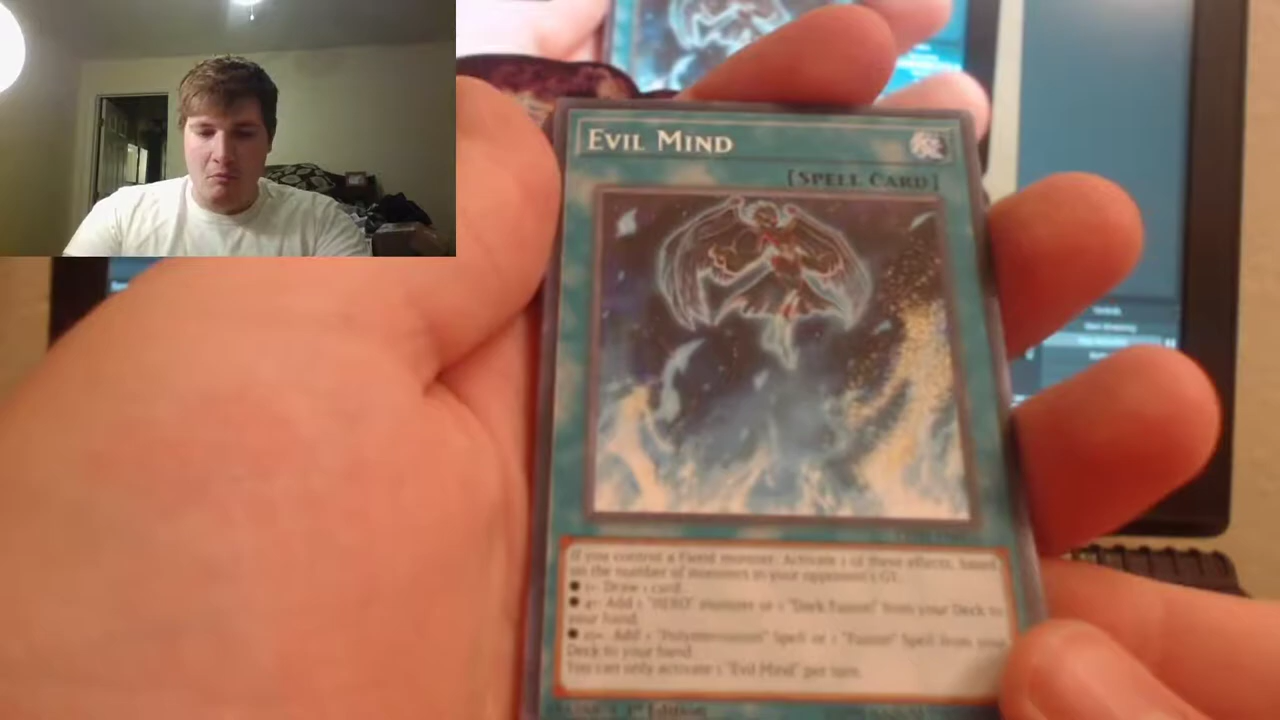 EVIL MIND
[SPELL CARD]
If you control a Fiend monster: Activate 1 of these effects, based
on the number of monsters in your opponent's GY.
● 1+: Draw 1 card.
● 4+: Add 1 "HERO" monster or 1 "Dark Fusion" from your Deck to
your hand.
● 10+: Add 1 "Polymerization" Spell or 1 "Fusion" Spell from your
Deck to your hand.
You can only activate 1 "Evil Mind" per turn.
1st Edition